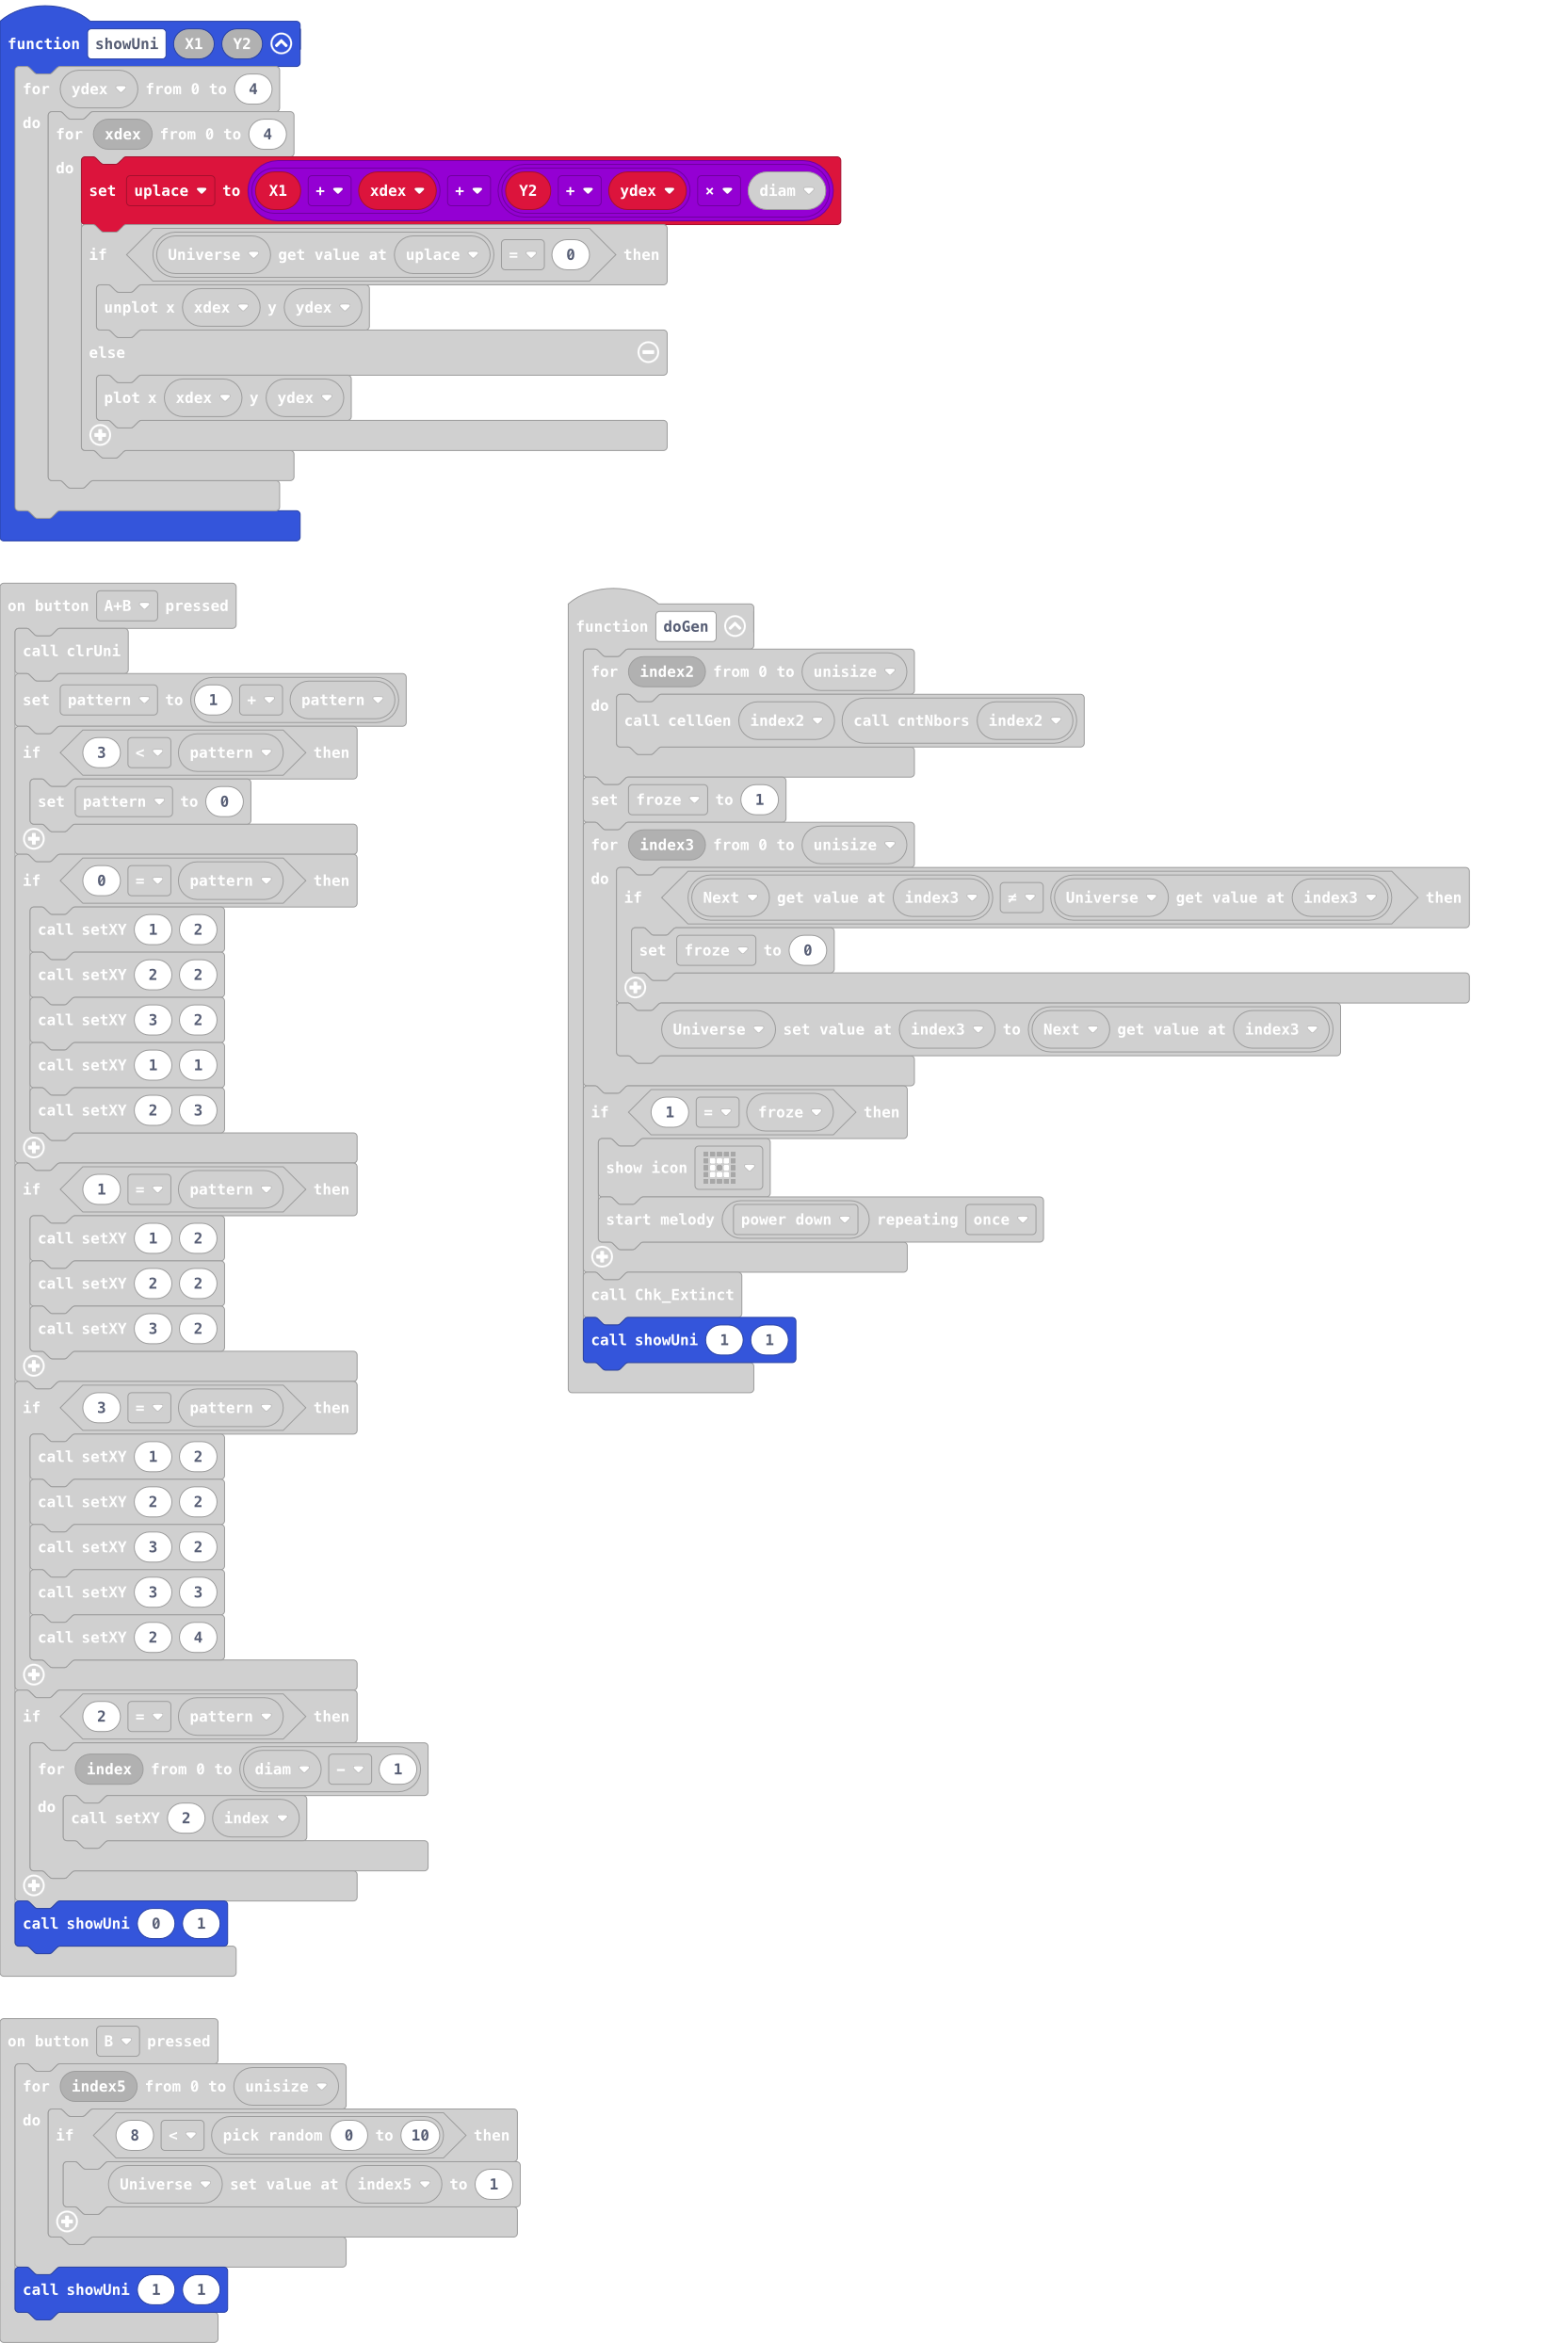 function showUni X1 Y2
for ydex from 0 to 4
do for xdex from 0 to 4
do set uplace to X1 + xdex + Y2 + ydex × diam
if Universe get value at uplace = 0 then
unplot x xdex y ydex
else
plot x xdex y ydex
on button A+B pressed
call clrUni
set pattern to 1 + pattern
if 3 < pattern then
set pattern to 0
if 0 = pattern then
call setXY 1 2
call setXY 2 2
call setXY 3 2
call setXY 1 1
call setXY 2 3
if 1 = pattern then
call setXY 1 2
call setXY 2 2
call setXY 3 2
if 3 = pattern then
call setXY 1 2
call setXY 2 2
call setXY 3 2
call setXY 3 3
call setXY 2 4
if 2 = pattern then
for index from 0 to diam - 1
do call setXY 2 index
call showUni 0 1
function doGen
for index2 from 0 to unisize
do call cellGen index2 call cntNbors index2
set froze to 1
for index3 from 0 to unisize
do if Next get value at index3 ≠ Universe get value at index3 then
set froze to 0
Universe set value at index3 to Next get value at index3
if 1 = froze then
show icon
start melody power down repeating once
call Chk_Extinct
call showUni 1 1
on button B pressed
for index5 from 0 to unisize
do if 8 < pick random 0 to 10 then
Universe set value at index5 to 1
call showUni 1 1